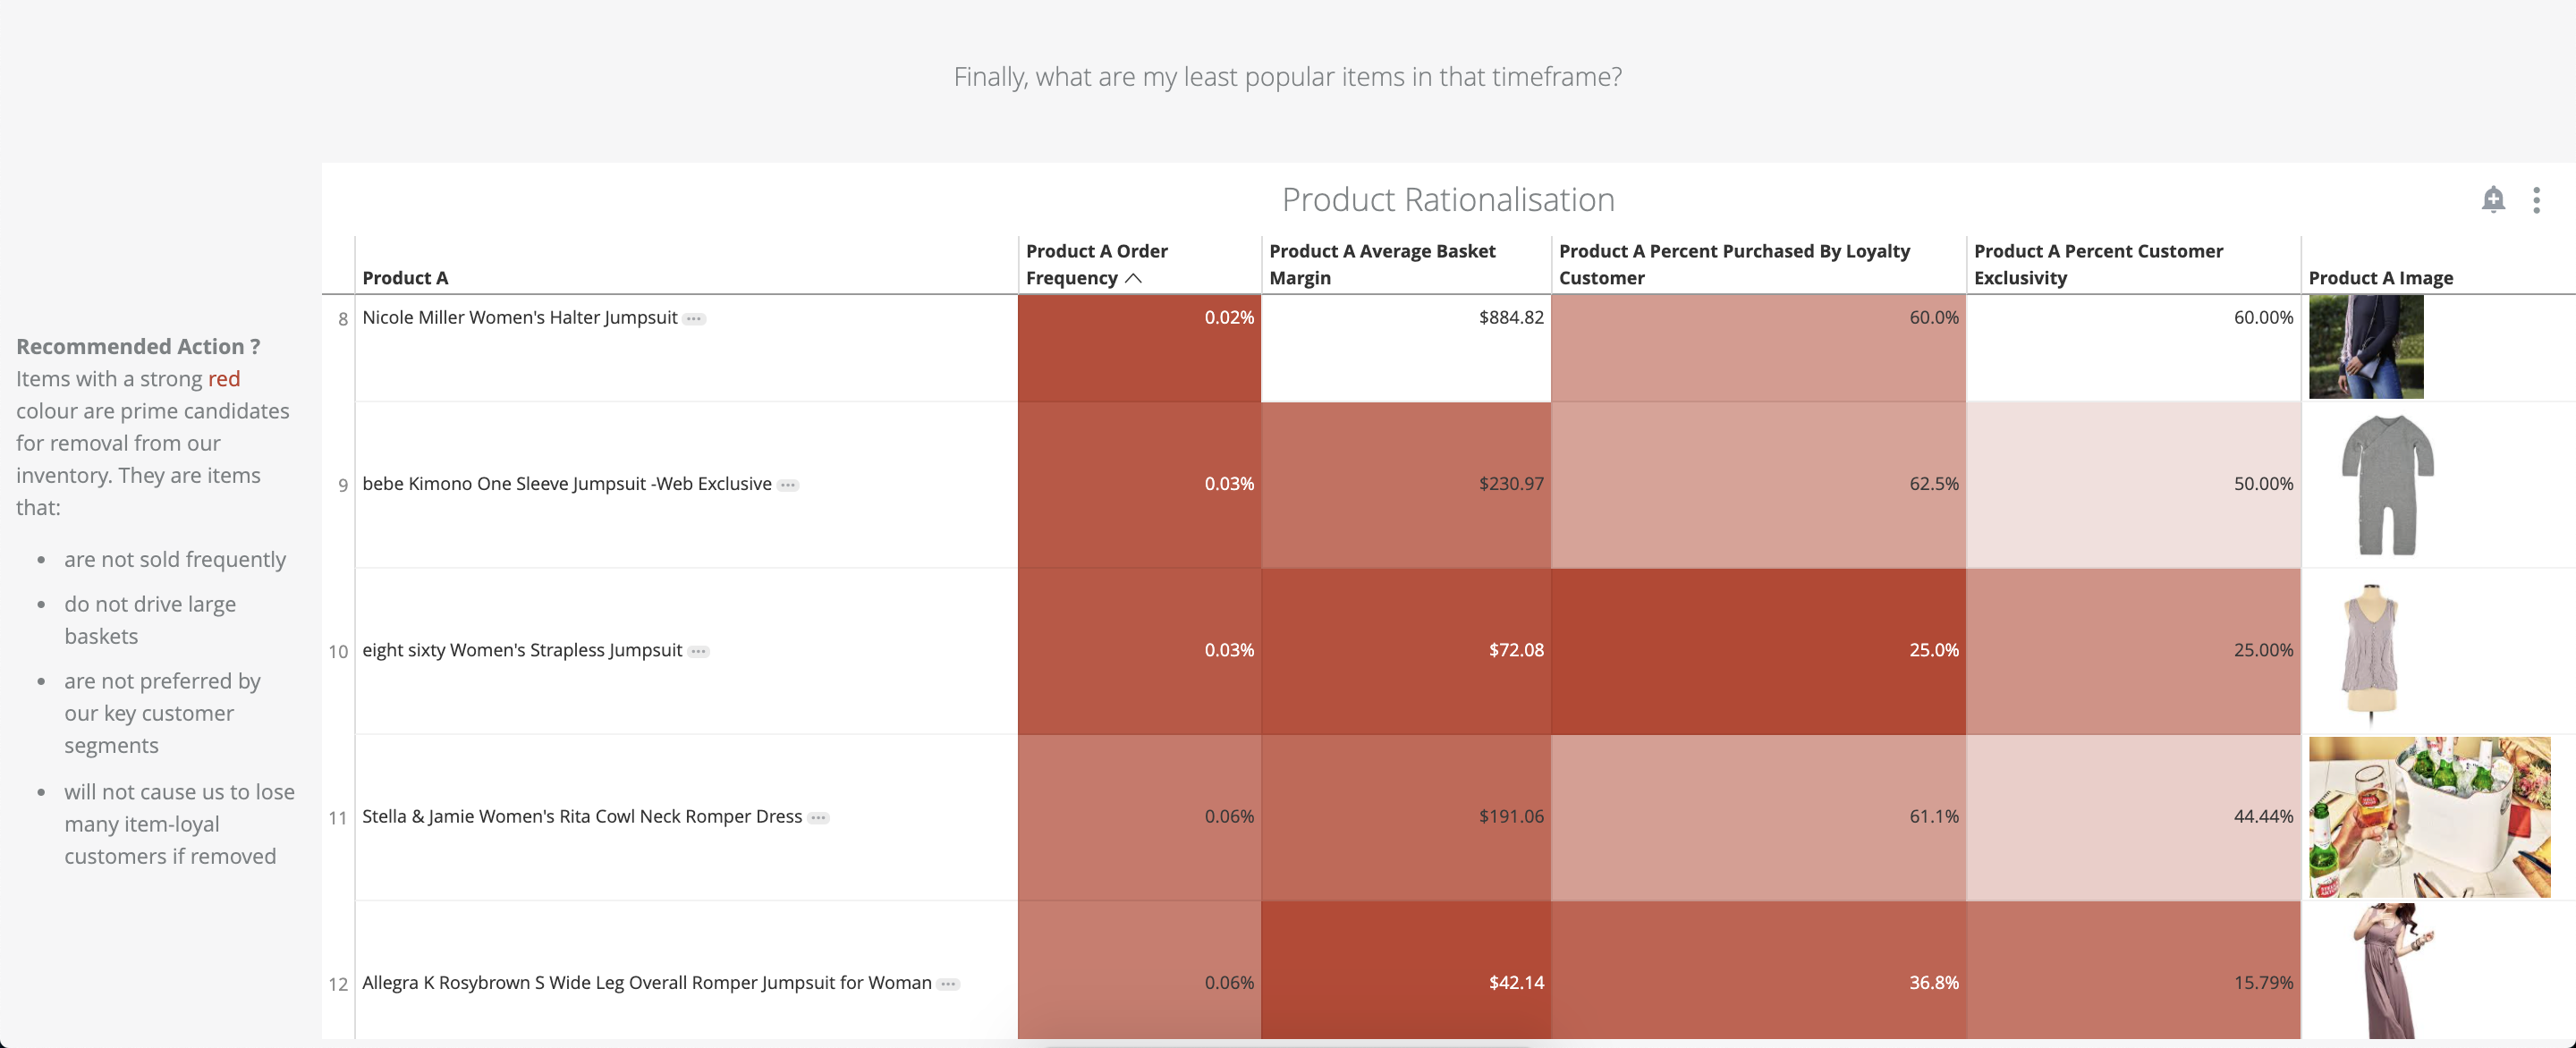 Finally, what are my least popular items in that timeframe?
Product Rationalisation
Recommended Action ?
Items with a strong red
colour are prime candidates
for removal from our
inventory. They are items
that:
• are not sold frequently
• do not drive large
baskets
• are not preferred by
our key customer
segments
• will not cause us to lose
many item-loyal
customers if removed
Product A
Product A Order
Frequency
Product A Average Basket
Margin
Product A Percent Purchased By Loyalty
Customer
Product A Percent Customer
Exclusivity
Product A Image
8 Nicole Miller Women's Halter Jumpsuit ... 0.02% $884.82 60.0% 60.00%
9 bebe Kimono One Sleeve Jumpsuit -Web Exclusive ... 0.03% $230.97 62.5% 50.00%
10 eight sixty Women's Strapless Jumpsuit ... 0.03% $72.08 25.0% 25.00%
11 Stella & Jamie Women's Rita Cowl Neck Romper Dress ... 0.06% $191.06 61.1% 44.44%
12 Allegra K Rosybrown S Wide Leg Overall Romper Jumpsuit for Woman ... 0.06% $42.14 36.8% 15.79%